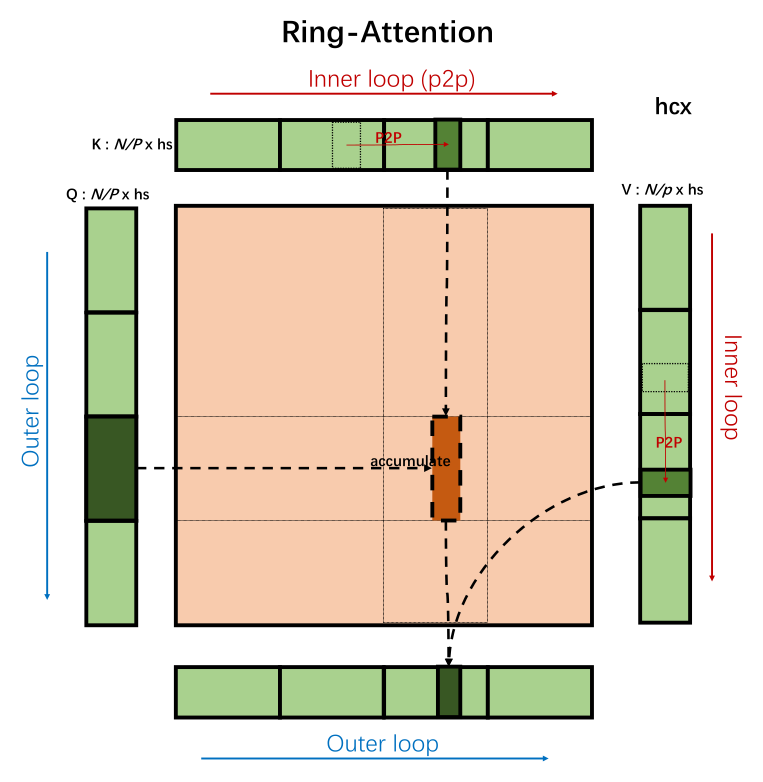 Ring-Attention
Inner loop (p2p)
hcx
K : N/P x hs
P2P
Q : N/P x hs
V : N/p x hs
Outer loop
Inner loop
P2P
accumulate
Outer loop